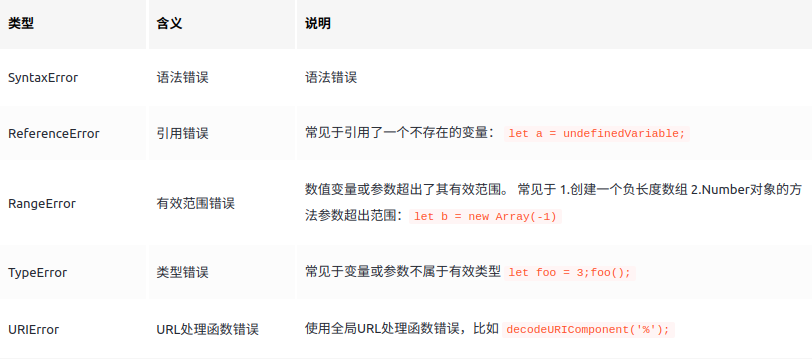 类型 含义 说明
SyntaxError 语法错误 语法错误
ReferenceError 引用错误 常见于引用了一个不存在的变量： let a = undefinedVariable;
RangeError 有效范围错误 数值变量或参数超出了其有效范围。 常见于 1.创建一个负长度数组 2.Number对象的方
法参数超出范围：let b = new Array(-1)
TypeError 类型错误 常见于变量或参数不属于有效类型 let foo = 3;foo();
URIError URL处理函数错误 使用全局URL处理函数错误，比如 decodeURIComponent('%');